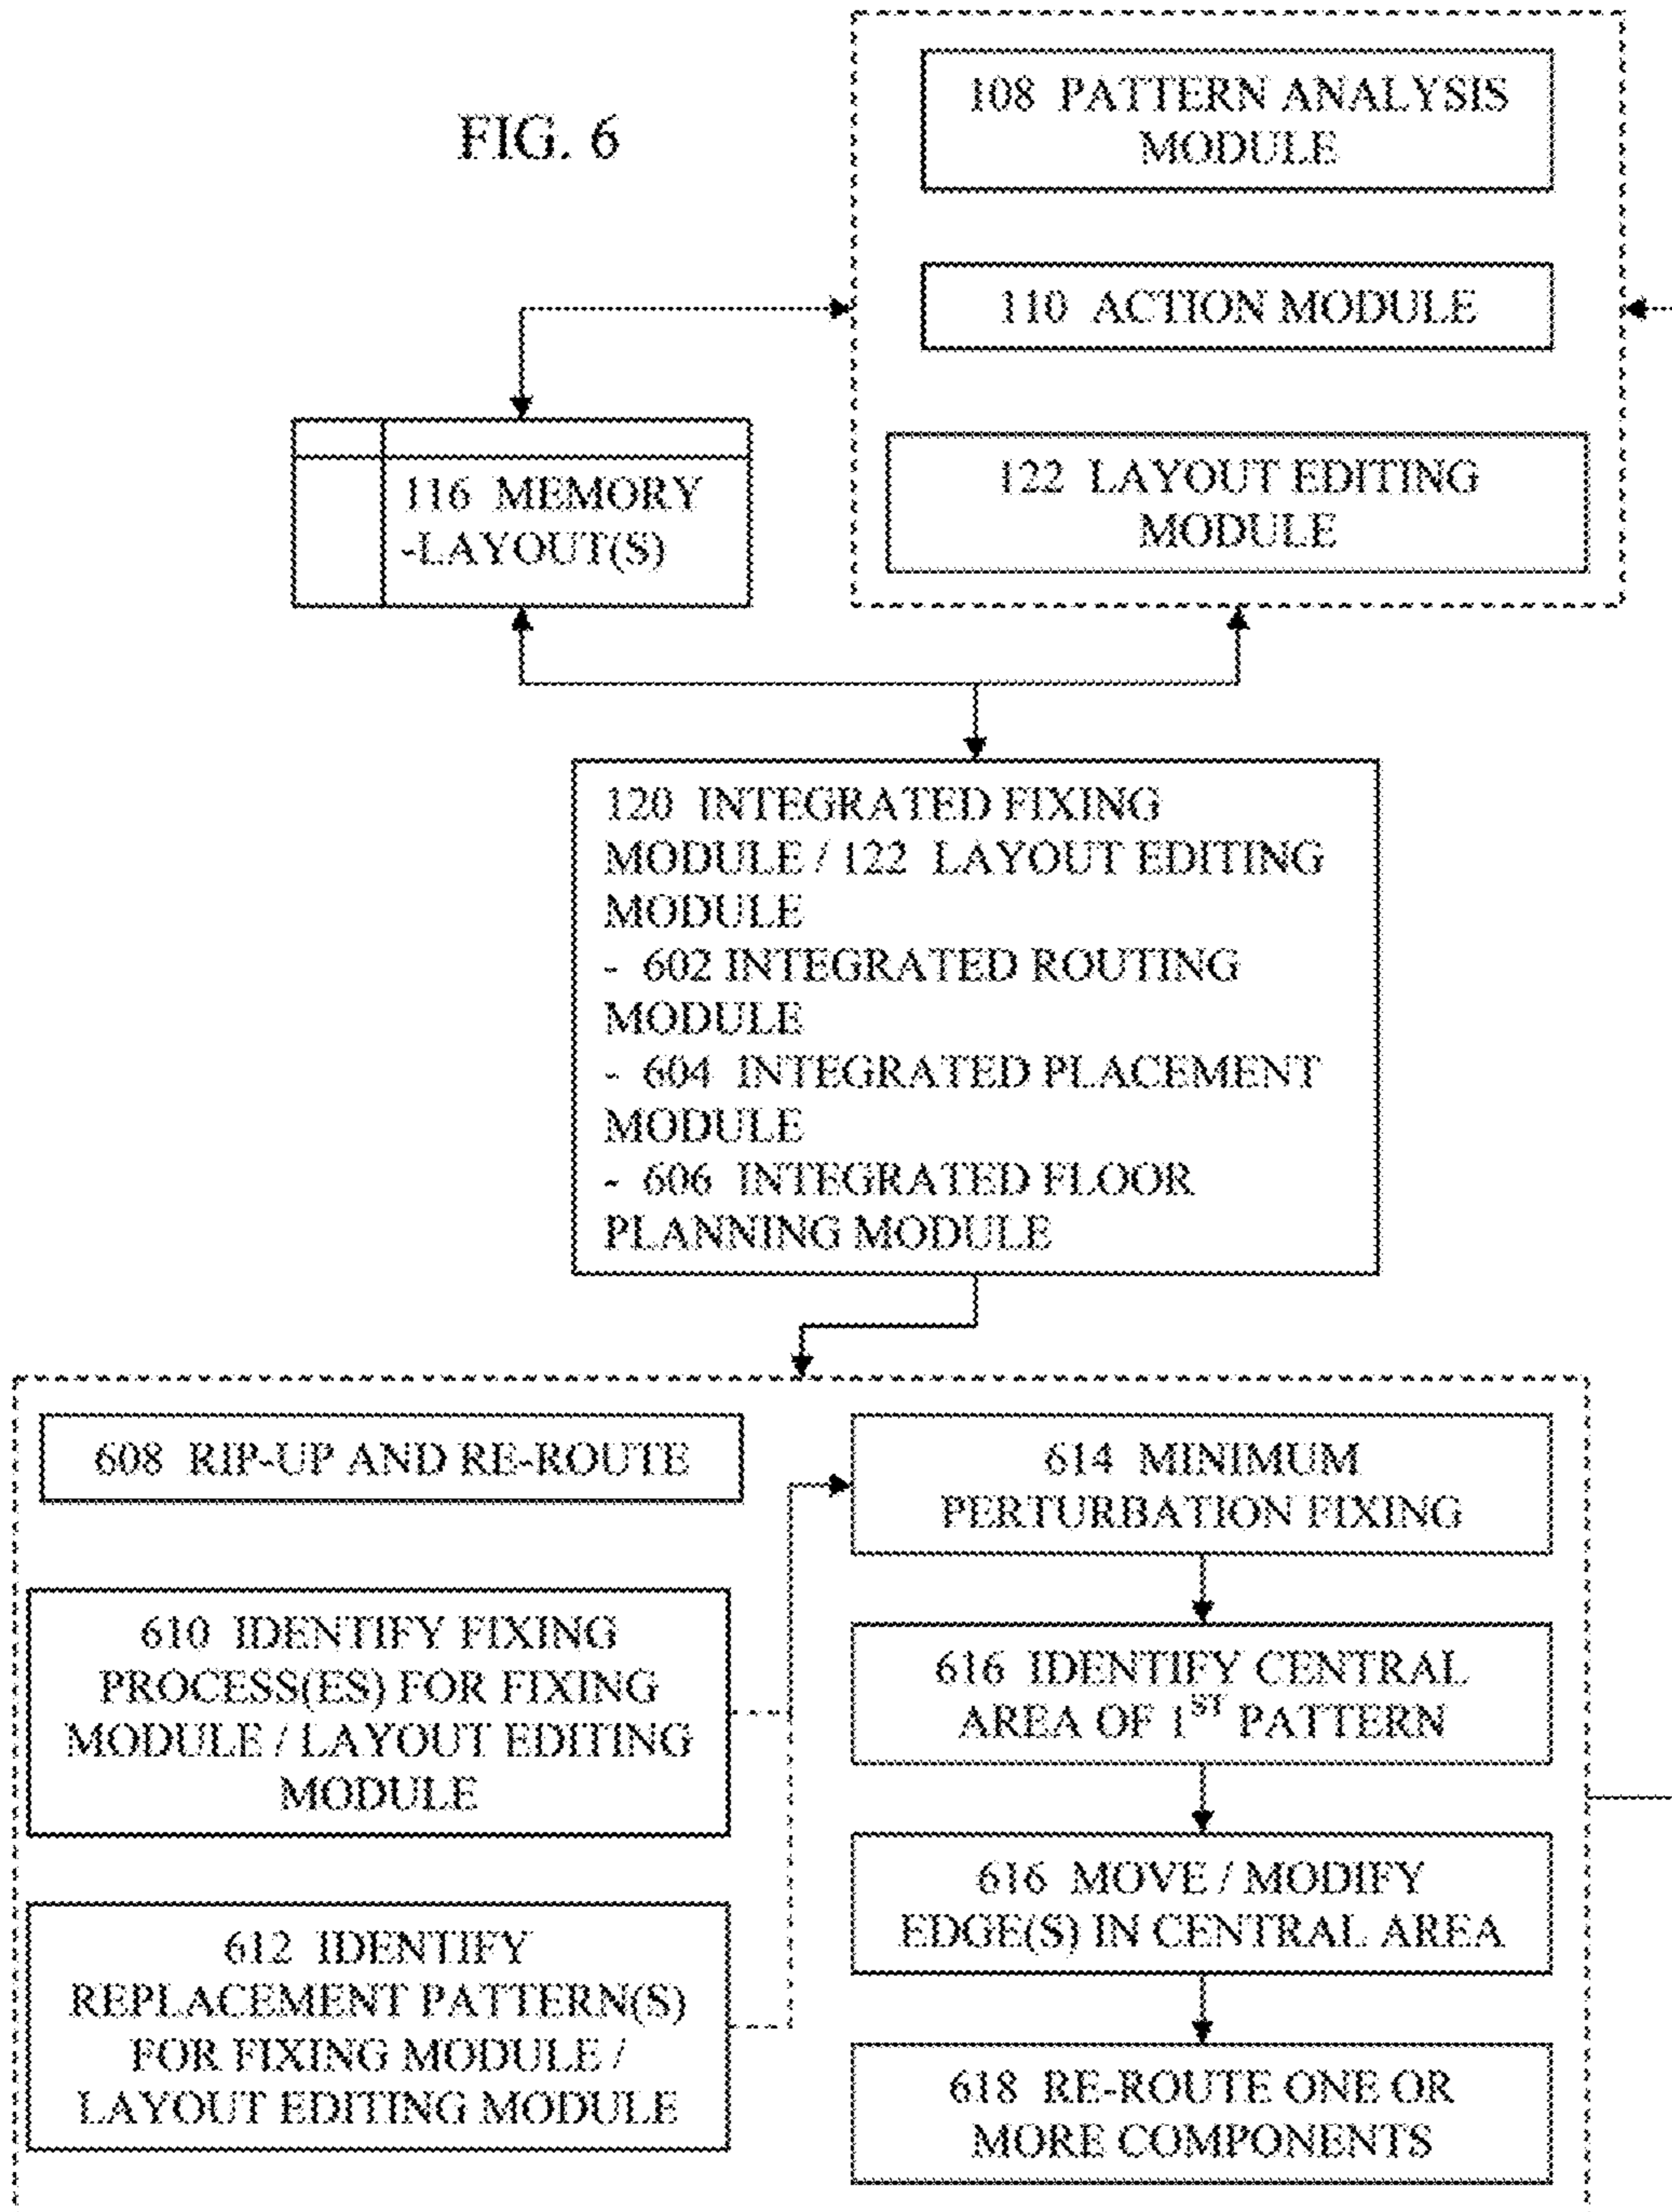 FIG. 6
108 PATTERN ANALYSIS
MODULE
110 ACTION MODULE
122 LAYOUT EDITING
MODULE
116 MEMORY
-LAYOUT(S)
120 INTEGRATED FIXING
MODULE / 122 LAYOUT EDITING
MODULE
- 602 INTEGRATED ROUTING
MODULE
- 604 INTEGRATED PLACEMENT
MODULE
- 606 INTEGRATED FLOOR
PLANNING MODULE
608 RIP-UP AND RE-ROUTE
610 IDENTIFY FIXING
PROCESS(ES) FOR FIXING
MODULE / LAYOUT EDITING
MODULE
612 IDENTIFY
REPLACEMENT PATTERN(S)
FOR FIXING MODULE /
LAYOUT EDITING MODULE
614 MINIMUM
PERTURBATION FIXING
616 IDENTIFY CENTRAL
AREA OF 1ST PATTERN
616 MOVE / MODIFY
EDGE(S) IN CENTRAL AREA
618 RE-ROUTE ONE OR
MORE COMPONENTS